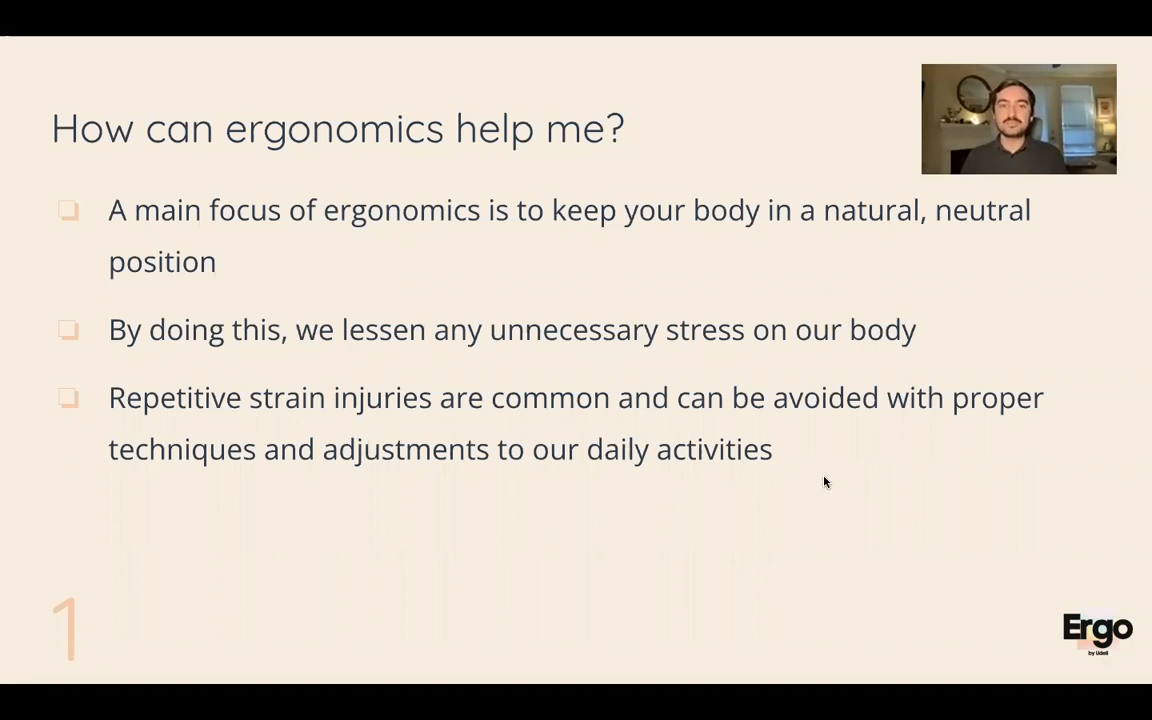 How can ergonomics help me?
A main focus of ergonomics is to keep your body in a natural, neutral
position
By doing this, we lessen any unnecessary stress on our body
Repetitive strain injuries are common and can be avoided with proper
techniques and adjustments to our daily activities
1
Ergo
by Udell